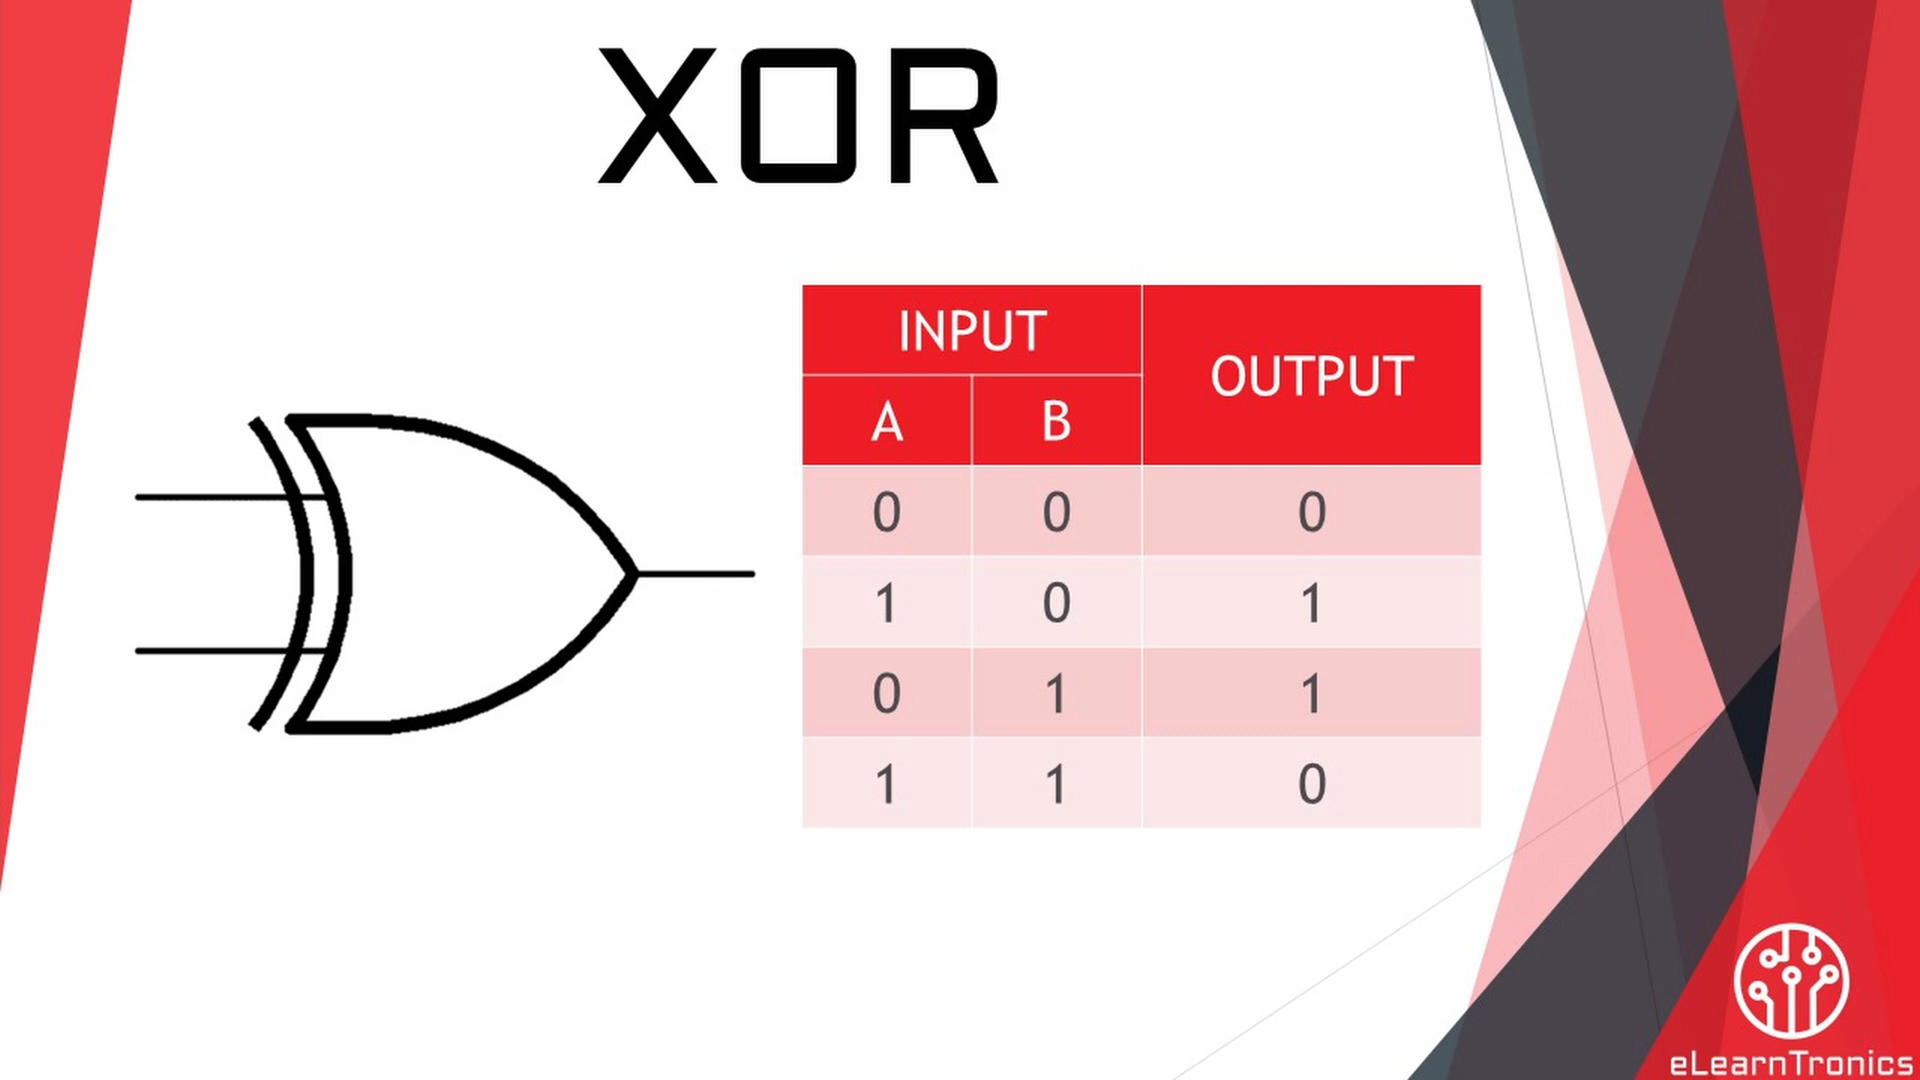 XOR
INPUT OUTPUT
A B
0 0 0
1 0 1
0 1 1
1 1 0
eLearnTronics